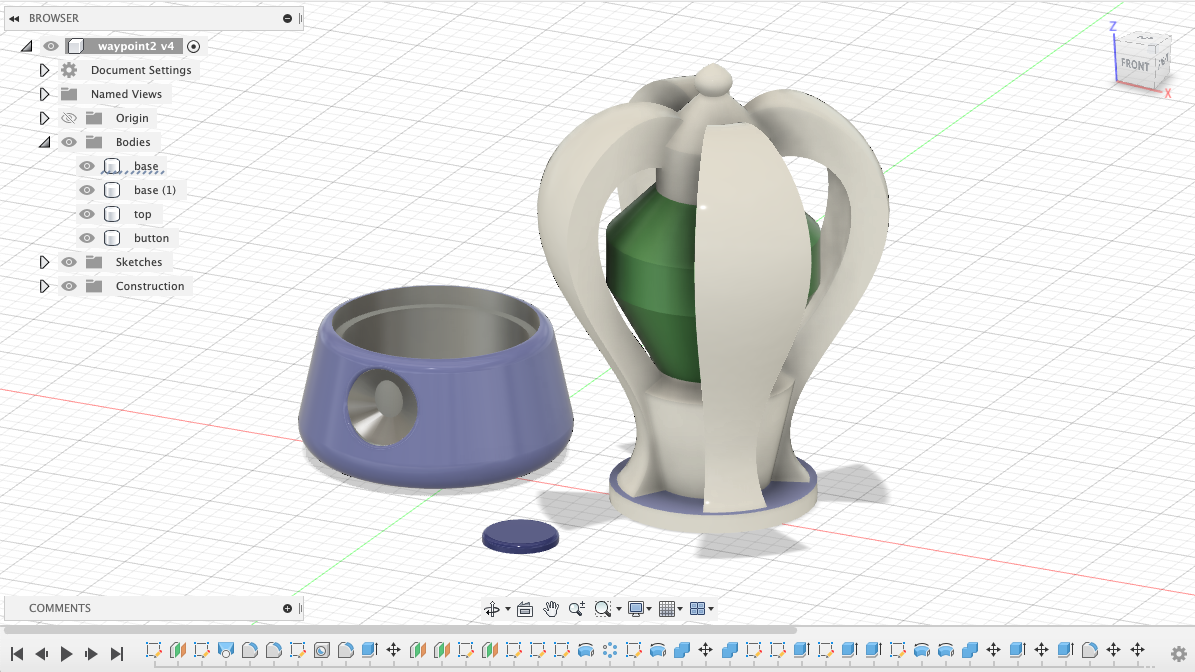 BROWSER
waypoint2 v4
Document Settings
Named Views
Origin
Bodies
base
base (1)
top
button
Sketches
Construction
Z
FRONT
X
COMMENTS